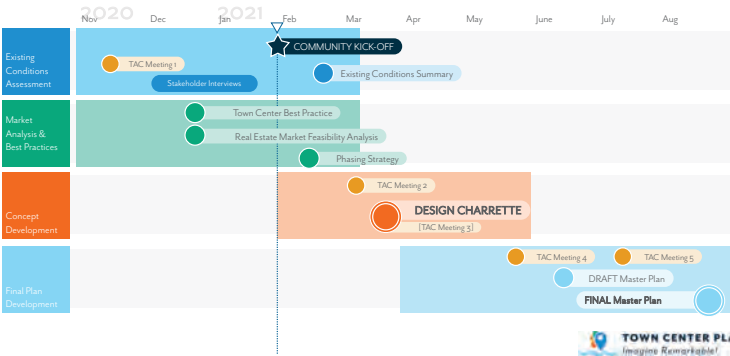 2020 2021
Nov Dec Jan Feb Mar Apr May June July Aug
Existing
Conditions
Assessment
COMMUNITY KICK-OFF
TAC Meeting 1
Existing Conditions Summary
Stakeholder Interviews
Market
Analysis &
Best Practices
Town Center Best Practice
Real Estate Market Feasibility Analysis
Phasing Strategy
Concept
Development
TAC Meeting 2
DESIGN CHARRETTE
[TAC Meeting 3]
Final Plan
Development
TAC Meeting 4
TAC Meeting 5
DRAFT Master Plan
FINAL Master Plan
TOWN CENTER PLA
Imagine Remarkable!